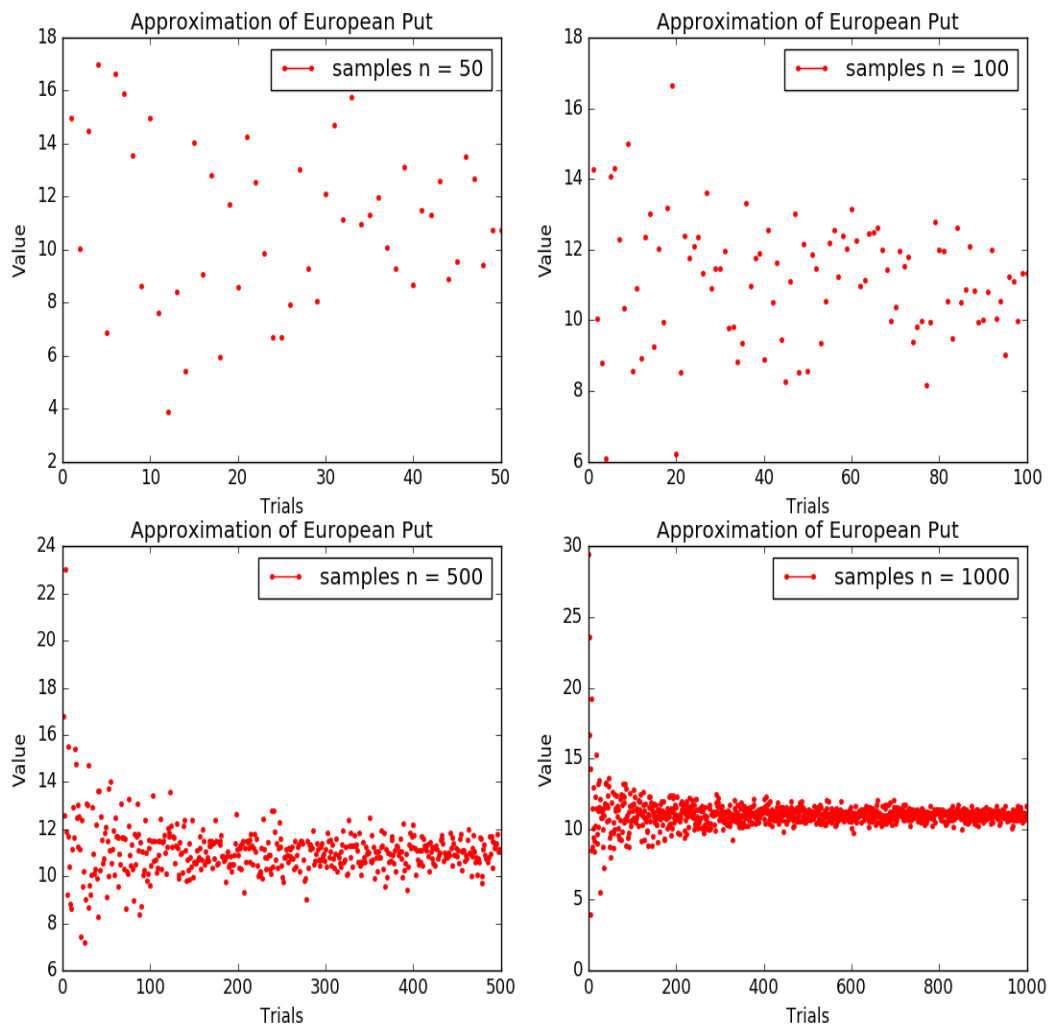 Approximation of European Put
samples n = 50
18
16
14
12
10
8
6
4
2
Value
0 10 20 30 40 50
Trials
Approximation of European Put
samples n = 100
18
16
14
12
10
8
6
Value
0 20 40 60 80 100
Trials
Approximation of European Put
samples n = 500
24
22
20
18
16
14
12
10
8
6
Value
0 100 200 300 400 500
Trials
Approximation of European Put
samples n = 1000
30
25
20
15
10
5
0
Value
0 200 400 600 800 1000
Trials